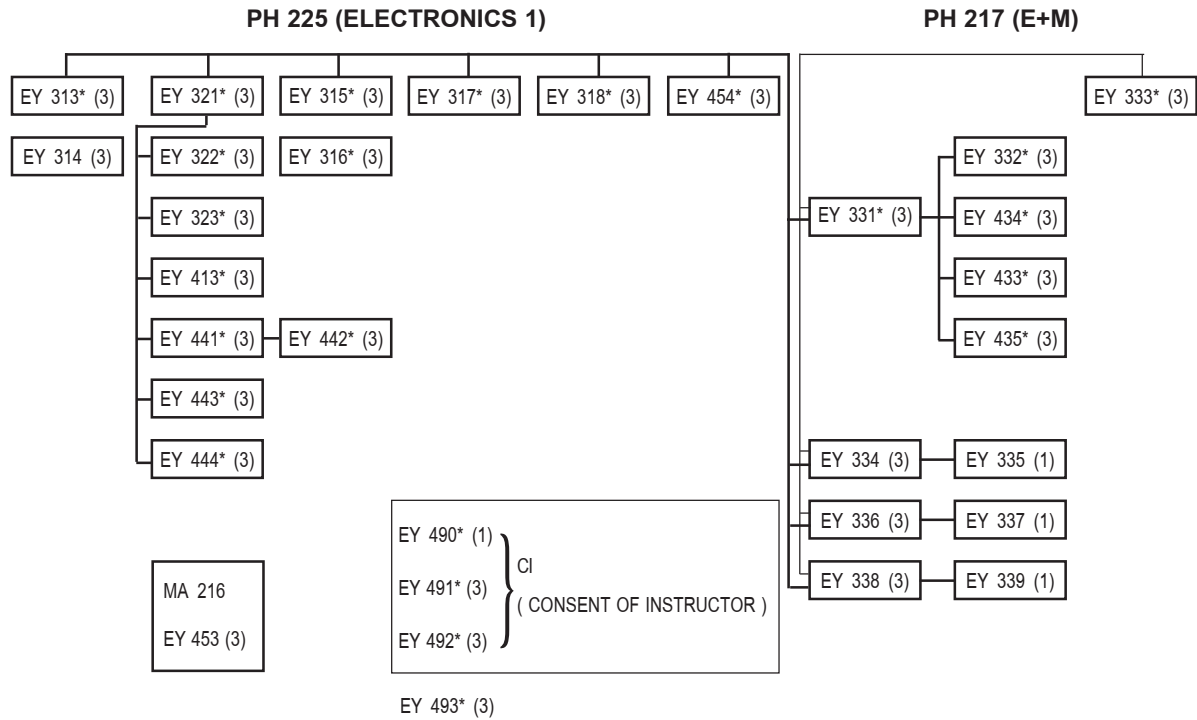 PH 225 (ELECTRONICS 1)
PH 217 (E+M)
EY 313* (3)
EY 321* (3)
EY 315* (3)
EY 317* (3)
EY 318* (3)
EY 454* (3)
EY 333* (3)
EY 314 (3)
EY 322* (3)
EY 316* (3)
EY 332* (3)
EY 323* (3)
EY 331* (3)
EY 434* (3)
EY 413* (3)
EY 433* (3)
EY 441* (3)
EY 442* (3)
EY 435* (3)
EY 443* (3)
EY 444* (3)
EY 334 (3)
EY 335 (1)
EY 336 (3)
EY 337 (1)
EY 338 (3)
EY 339 (1)
EY 490* (1)
EY 491* (3)
EY 492* (3)
CI
( CONSENT OF INSTRUCTOR )
MA 216
EY 453 (3)
EY 493* (3)